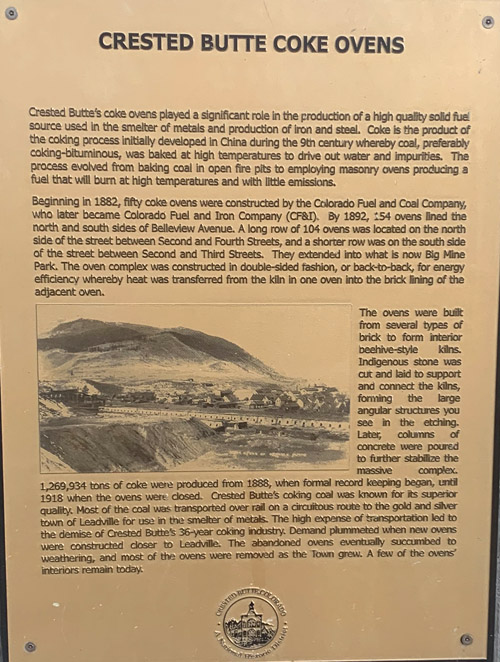 CRESTED BUTTE COKE OVENS
Crested Butte's coke ovens played a significant role in the production of a high quality solid fuel
source used in the smelter of metals and production of iron and steel. Coke is the product of
the coking process initially developed in China during the 9th century whereby coal, preferably
coking-bituminous, was baked at high temperatures to drive out water and impurities. The
process evolved from baking coal in open fire pits to employing masonry ovens producing a
fuel that will burn at high temperatures and with little emissions.
Beginning in 1882, fifty coke ovens were constructed by the Colorado Fuel and Coal Company,
who later became Colorado Fuel and Iron Company (CF&I). By 1892, 154 ovens lined the
north and south sides of Belleview Avenue. A long row of 104 ovens was located on the north
side of the street between Second and Fourth Streets, and a shorter row was on the south side
of the street between Second and Third Streets. They extended into what is now Big Mine
Park. The oven complex was constructed in double-sided fashion, or back-to-back, for energy
efficiency whereby heat was transferred from the kiln in one oven into the brick lining of the
adjacent oven.
The ovens were built
from several types of
brick to form interior
beehive-style kilns.
Indigenous stone was
cut and laid to support
and connect the kilns,
forming the large
angular structures you
see in the etching.
Later, columns of
concrete were poured
to further stabilize the
massive complex.
1,269,934 tons of coke were produced from 1888, when formal record keeping began, until
1918 when the ovens were closed. Crested Butte's coking coal was known for its superior
quality. Most of the coal was transported over rail on a circuitous route to the gold and silver
town of Leadville for use in the smelter of metals. The high expense of transportation led to
the demise of Crested Butte's 36-year coking industry. Demand plummeted when new ovens
were constructed closer to Leadville. The abandoned ovens eventually succumbed to
weathering, and most of the ovens were removed as the Town grew. A few of the ovens'
interiors remain today.
CRESTED BUTTE, COLORADO
A National Historic District